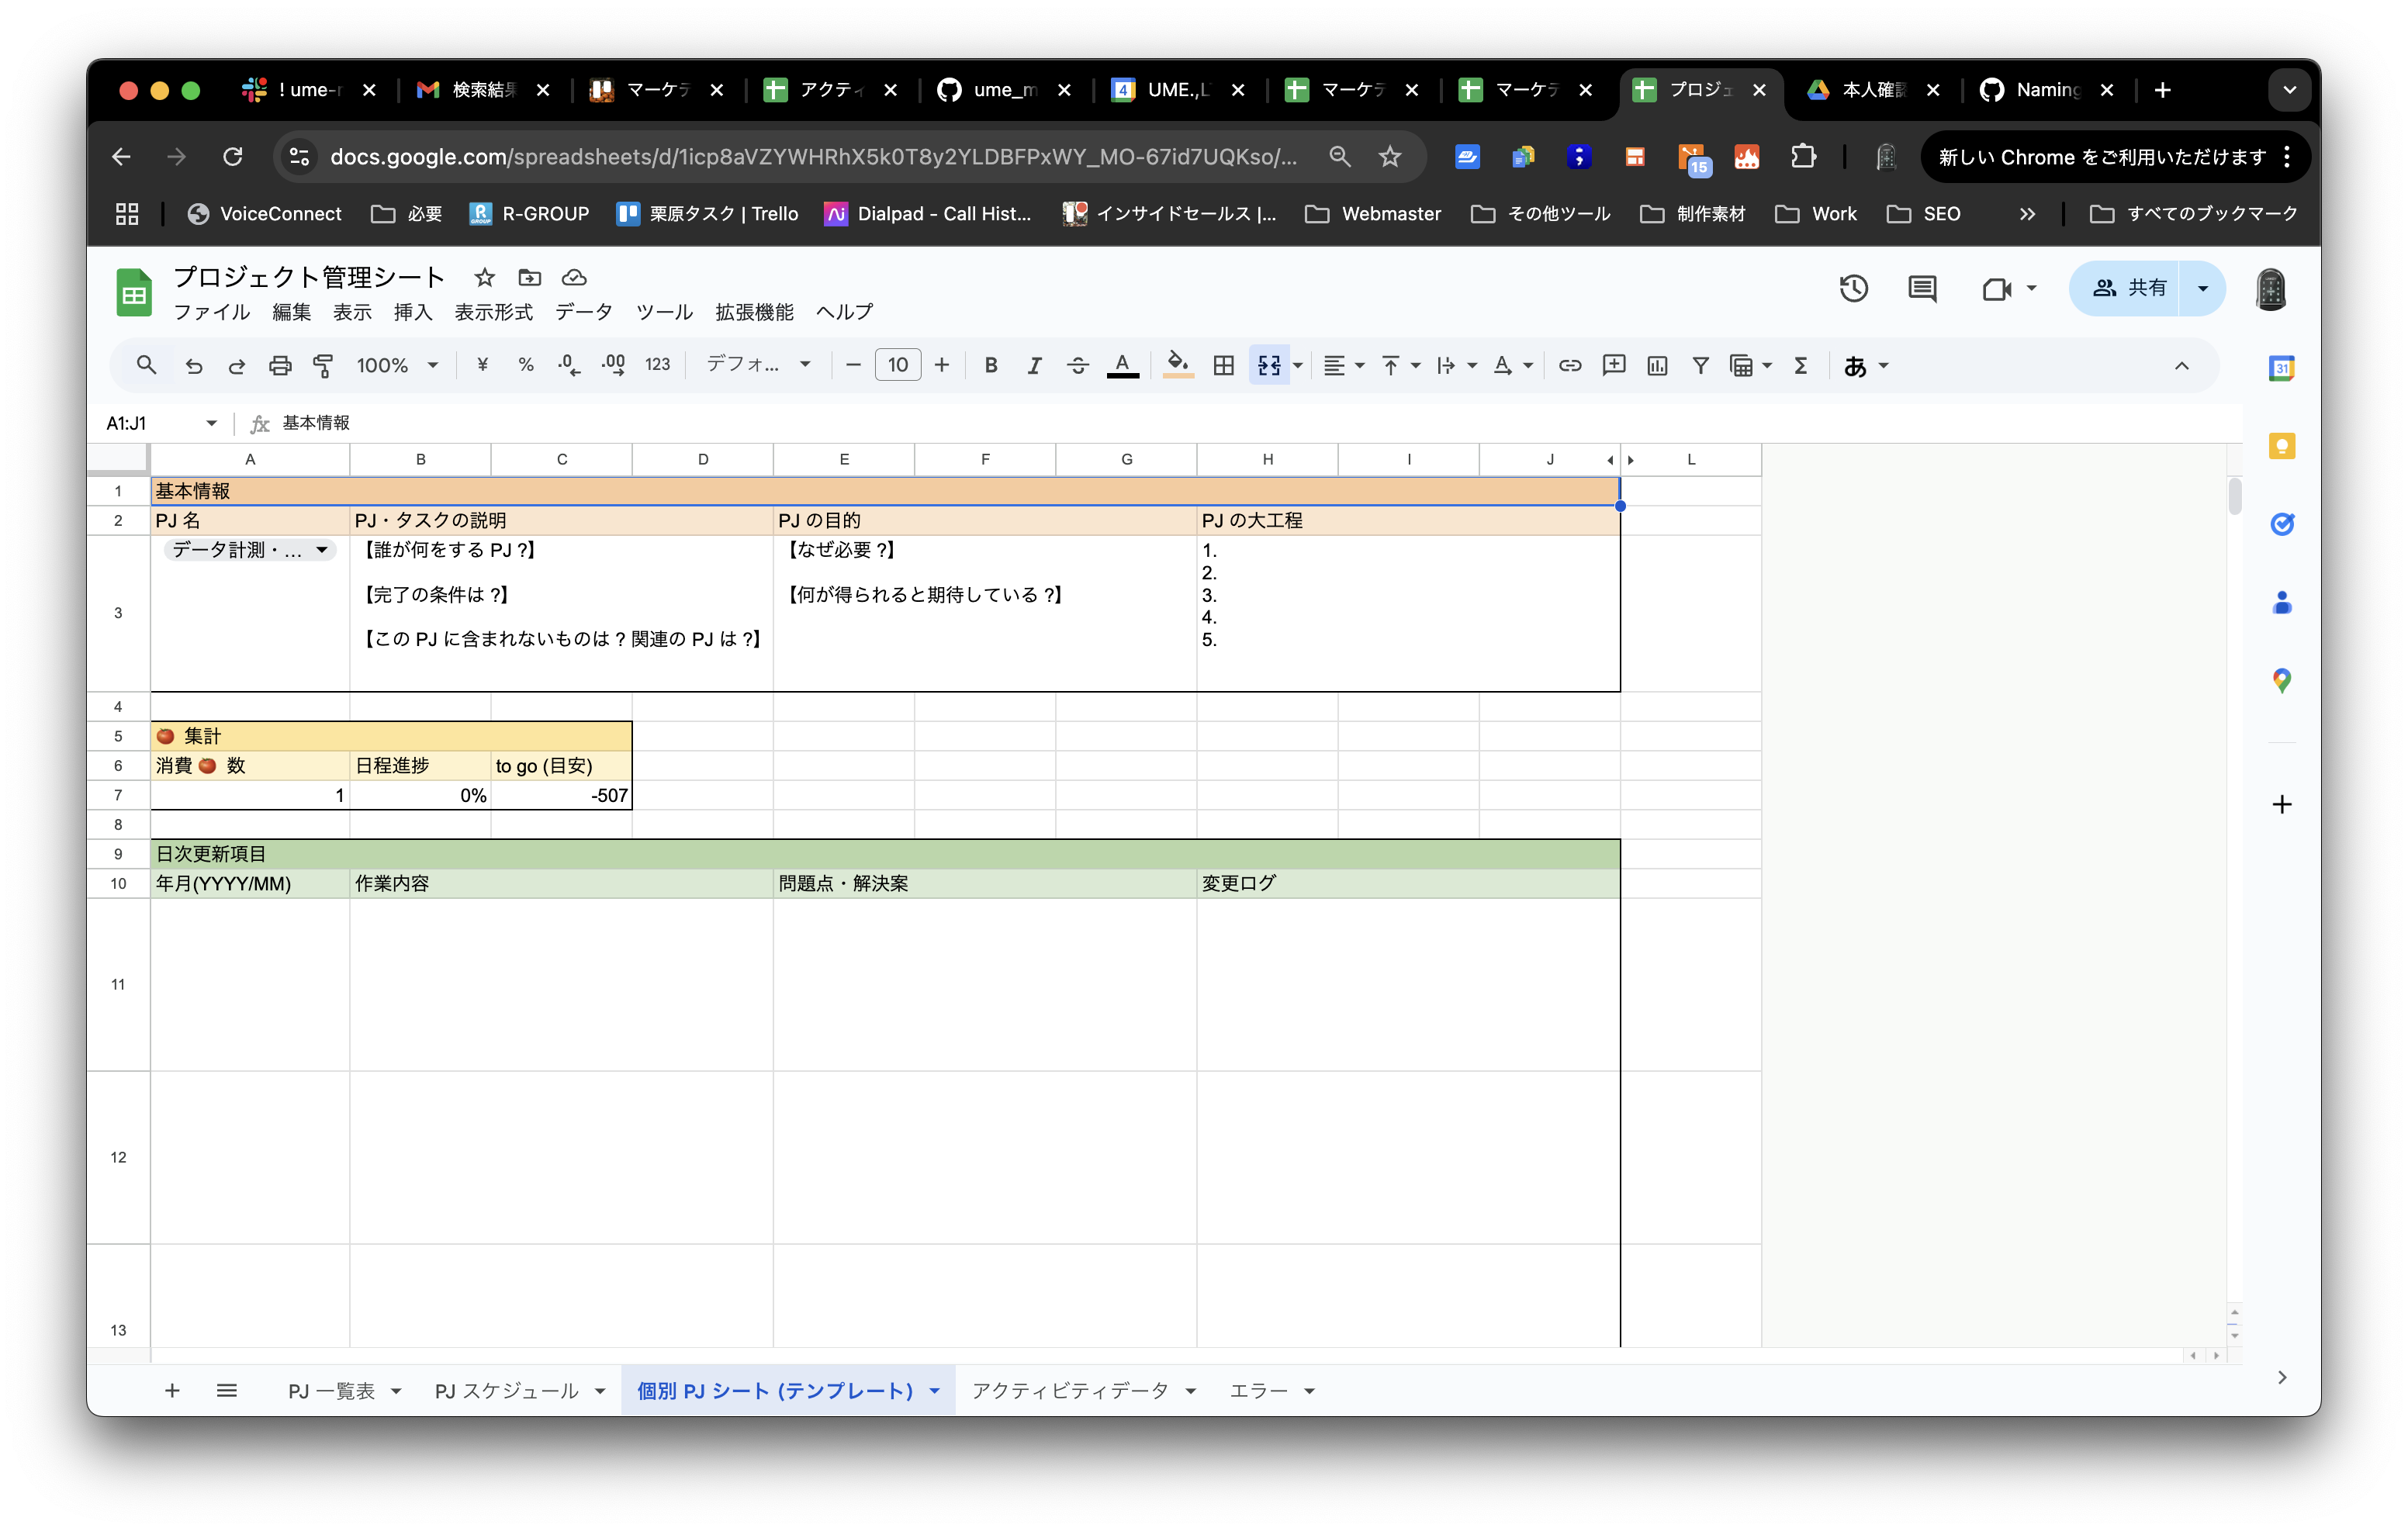 ! ume-r
検索結果
マーケテ
アクティ
ume_m
UME.,L
マーケテ
マーケテ
プロジェ
本人確認
Naming
docs.google.com/spreadsheets/d/1icp8aVZYWHRhX5k0T8y2YLDBFPxWY_MO-67id7UQKso/...
15
新しい Chrome をご利用いただけます
VoiceConnect
必要
R-GROUP
栗原タスク | Trello
Dialpad - Call Hist...
インサイドセールス |...
Webmaster
その他ツール
制作素材
Work
SEO
すべてのブックマーク
プロジェクト管理シート
ファイル 編集 表示 挿入 表示形式 データ ツール 拡張機能 ヘルプ
共有
100% ¥ % .0 .00 123 デフォ... 10 B I A あ
31
A1:J1 fx 基本情報
A B C D E F G H I J L
1 基本情報
2 PJ 名 PJ・タスクの説明 PJ の目的 PJ の大工程
3
データ計測・...
【誰が何をする PJ ?】
【完了の条件は ?】
【この PJ に含まれないものは ? 関連の PJ は ?】
【なぜ必要 ?】
【何が得られると期待している ?】
1.
2.
3.
4.
5.
4
5 🍅 集計
6 消費 🍅 数 日程進捗 to go (目安)
7 1 0% -507
8
9 日次更新項目
10 年月(YYYY/MM) 作業内容 問題点・解決案 変更ログ
11
12
13
PJ 一覧表 PJ スケジュール 個別 PJ シート (テンプレート) アクティビティデータ エラー